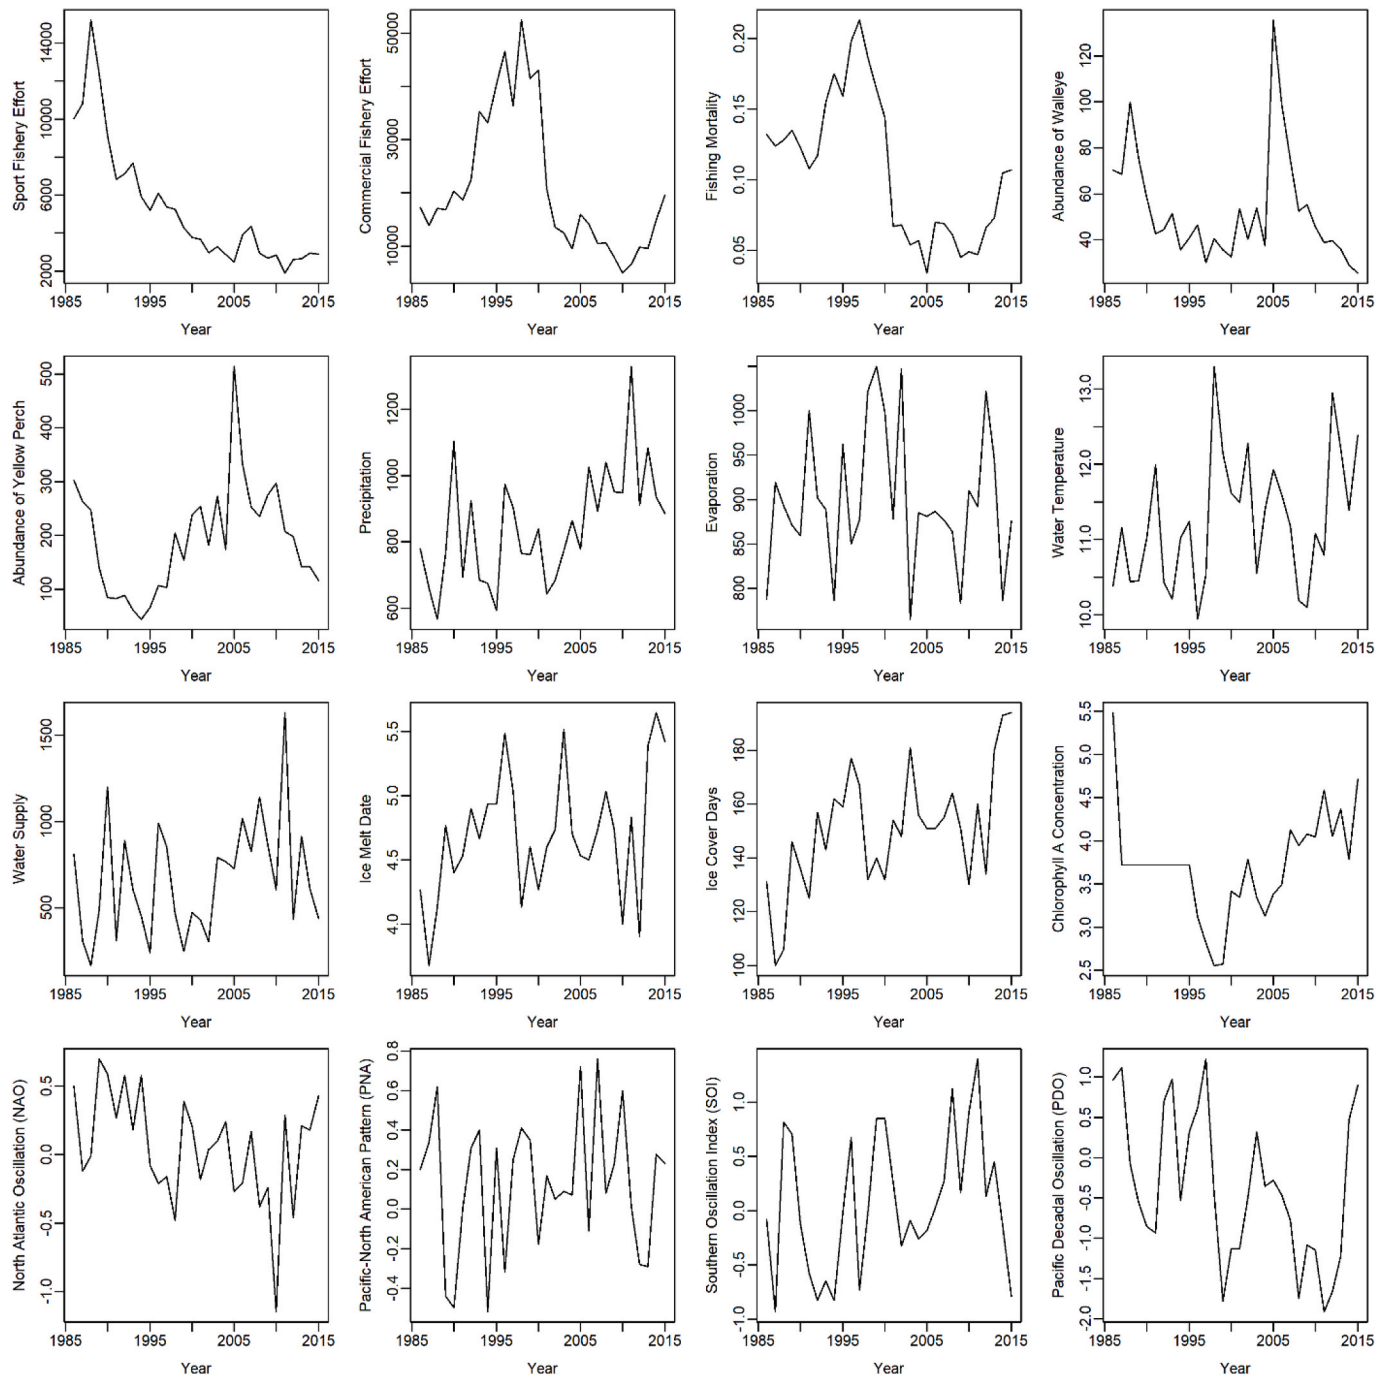 Sport Fishery Effort
14000
10000
6000
2000
1985 1995 2005 2015
Year
Commercial Fishery Effort
50000
30000
10000
1985 1995 2005 2015
Year
Fishing Mortality
0.20
0.15
0.10
0.05
1985 1995 2005 2015
Year
Abundance of Walleye
120
100
80
60
40
1985 1995 2005 2015
Year
Abundance of Yellow Perch
500
400
300
200
100
1985 1995 2005 2015
Year
Precipitation
1200
1000
800
600
1985 1995 2005 2015
Year
Evaporation
1000
950
900
850
800
1985 1995 2005 2015
Year
Water Temperature
13.0
12.0
11.0
10.0
1985 1995 2005 2015
Year
Water Supply
1500
1000
500
1985 1995 2005 2015
Year
Ice Melt Date
5.5
5.0
4.5
4.0
1985 1995 2005 2015
Year
Ice Cover Days
180
160
140
120
100
1985 1995 2005 2015
Year
Chlorophyll A Concentration
5.5
5.0
4.5
4.0
3.5
3.0
2.5
1985 1995 2005 2015
Year
North Atlantic Oscillation (NAO)
0.5
0.0
-0.5
-1.0
1985 1995 2005 2015
Year
Pacific-North American Pattern (PNA)
0.8
0.6
0.4
0.2
0.0
-0.2
-0.4
1985 1995 2005 2015
Year
Southern Oscillation Index (SOI)
1.0
0.5
0.0
-0.5
-1.0
1985 1995 2005 2015
Year
Pacific Decadal Oscillation (PDO)
1.0
0.5
0.0
-0.5
-1.0
-1.5
-2.0
1985 1995 2005 2015
Year